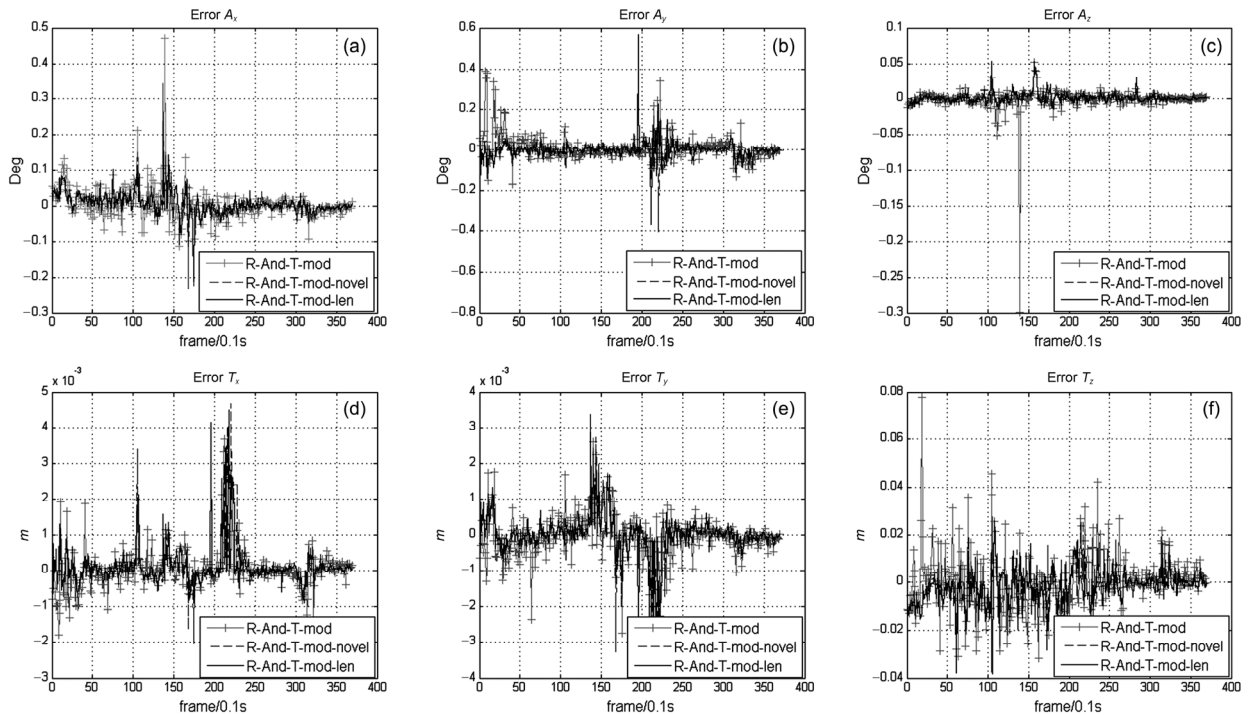 Error Ax
(a)
0.5
0.4
0.3
0.2
0.1
0
−0.1
−0.2
−0.3
Deg
R-And-T-mod
R-And-T-mod-novel
R-And-T-mod-len
0 50 100 150 200 250 300 350 400
frame/0.1s
Error Ay
(b)
0.6
0.4
0.2
0
−0.2
−0.4
−0.6
−0.8
Deg
R-And-T-mod
R-And-T-mod-novel
R-And-T-mod-len
0 50 100 150 200 250 300 350 400
frame/0.1s
Error Az
(c)
0.1
0.05
0
−0.05
−0.1
−0.15
−0.2
−0.25
−0.3
Deg
R-And-T-mod
R-And-T-mod-novel
R-And-T-mod-len
0 50 100 150 200 250 300 350 400
frame/0.1s
x 10⁻³
Error Tx
(d)
5
4
3
2
1
0
−1
−2
−3
m
R-And-T-mod
R-And-T-mod-novel
R-And-T-mod-len
0 50 100 150 200 250 300 350 400
frame/0.1s
x 10⁻³
Error Ty
(e)
4
3
2
1
0
−1
−2
−3
−4
m
R-And-T-mod
R-And-T-mod-novel
R-And-T-mod-len
0 50 100 150 200 250 300 350 400
frame/0.1s
Error Tz
(f)
0.08
0.06
0.04
0.02
0
−0.02
0.04
m
R-And-T-mod
R-And-T-mod-novel
R-And-T-mod-len
0 50 100 150 200 250 300 350 400
frame/0.1s